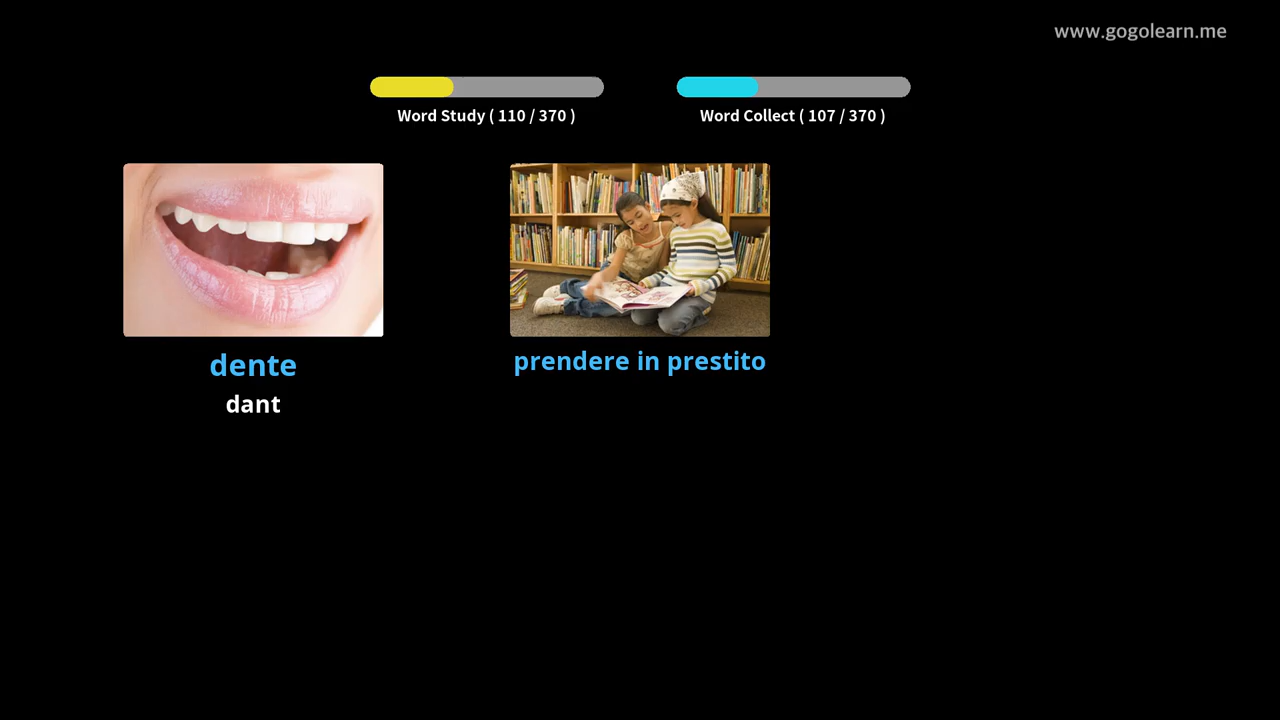 www.gogolearn.me
Word Study ( 110 / 370 )
Word Collect ( 107 / 370 )
dente
prendere in prestito
dant